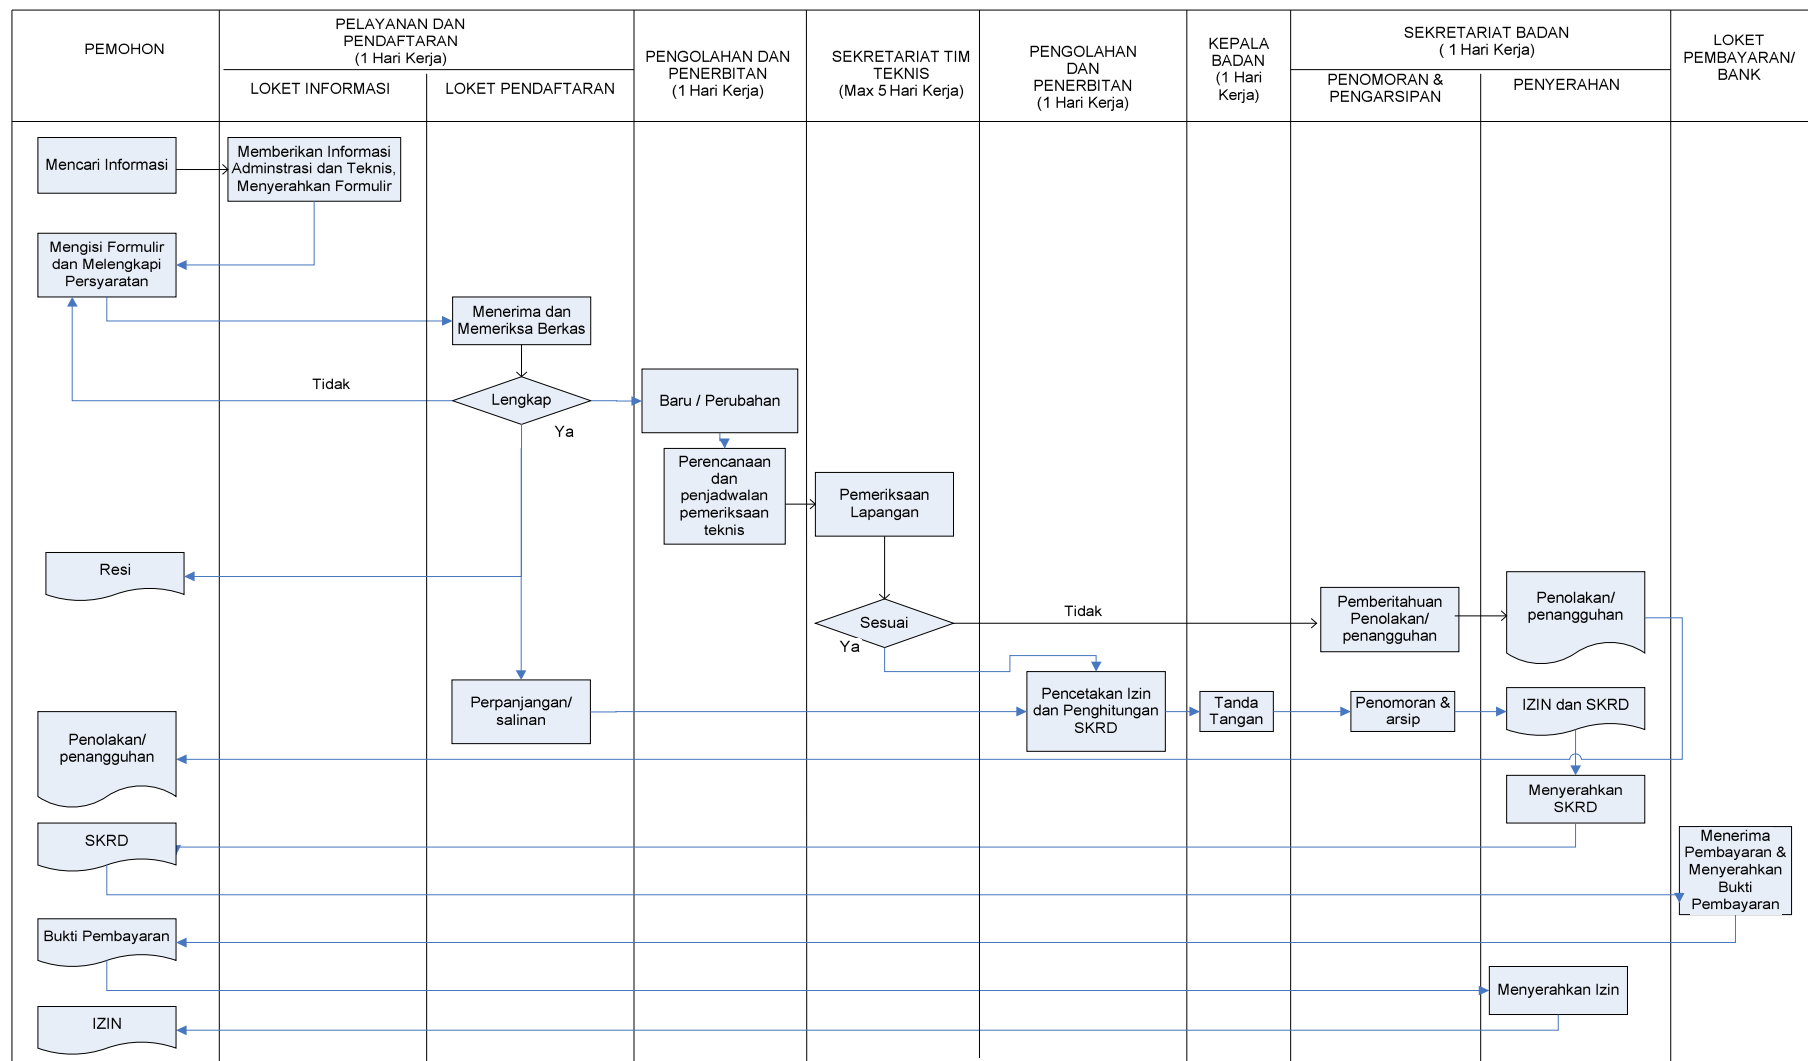 PEMOHON
PELAYANAN DAN
PENDAFTARAN
(1 Hari Kerja)
LOKET INFORMASI
LOKET PENDAFTARAN
PENGOLAHAN DAN
PENERBITAN
(1 Hari Kerja)
SEKRETARIAT TIM
TEKNIS
(Max 5 Hari Kerja)
PENGOLAHAN
DAN
PENERBITAN
(1 Hari Kerja)
KEPALA
BADAN
(1 Hari
Kerja)
SEKRETARIAT BADAN
( 1 Hari Kerja)
PENOMORAN &
PENGARSIPAN
PENYERAHAN
LOKET
PEMBAYARAN/
BANK
Mencari Informasi
Memberikan Informasi
Adminstrasi dan Teknis,
Menyerahkan Formulir
Mengisi Formulir
dan Melengkapi
Persyaratan
Menerima dan
Memeriksa Berkas
Tidak
Lengkap
Ya
Baru / Perubahan
Perencanaan
dan
penjadwalan
pemeriksaan
teknis
Pemeriksaan
Lapangan
Resi
Sesuai
Tidak
Ya
Pemberitahuan
Penolakan/
penangguhan
Penolakan/
penangguhan
Perpanjangan/
salinan
Pencetakan Izin
dan Penghitungan
SKRD
Tanda
Tangan
Penomoran &
arsip
IZIN dan SKRD
Penolakan/
penangguhan
Menyerahkan
SKRD
SKRD
Menerima
Pembayaran &
Menyerahkan
Bukti
Pembayaran
Bukti Pembayaran
Menyerahkan Izin
IZIN